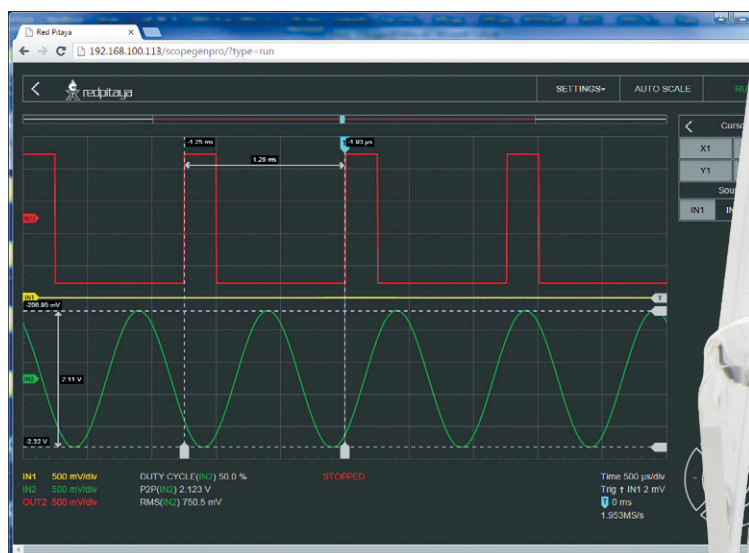 Red Pitaya
192.168.100.113/scopegenpro/?type=run
redpitaya
SETTINGS
AUTO SCALE
RU
Curso
X1
Y1
Sou
IN1
IN
-1.25 ms
-1.93 µs
1.25 ms
IN1
-206.95 mV
T
IN2
2.11 V
-2.32 V
IN1 500 mV/div
IN2 500 mV/div
OUT2 500 mV/div
DUTY CYCLE(IN2) 50.0 %
P2P(IN2) 2.123 V
RMS(IN2) 750.5 mV
STOPPED
Time 500 µs/div
Trig ↑ IN1 2 mV
T 0 ms
1.953MS/s